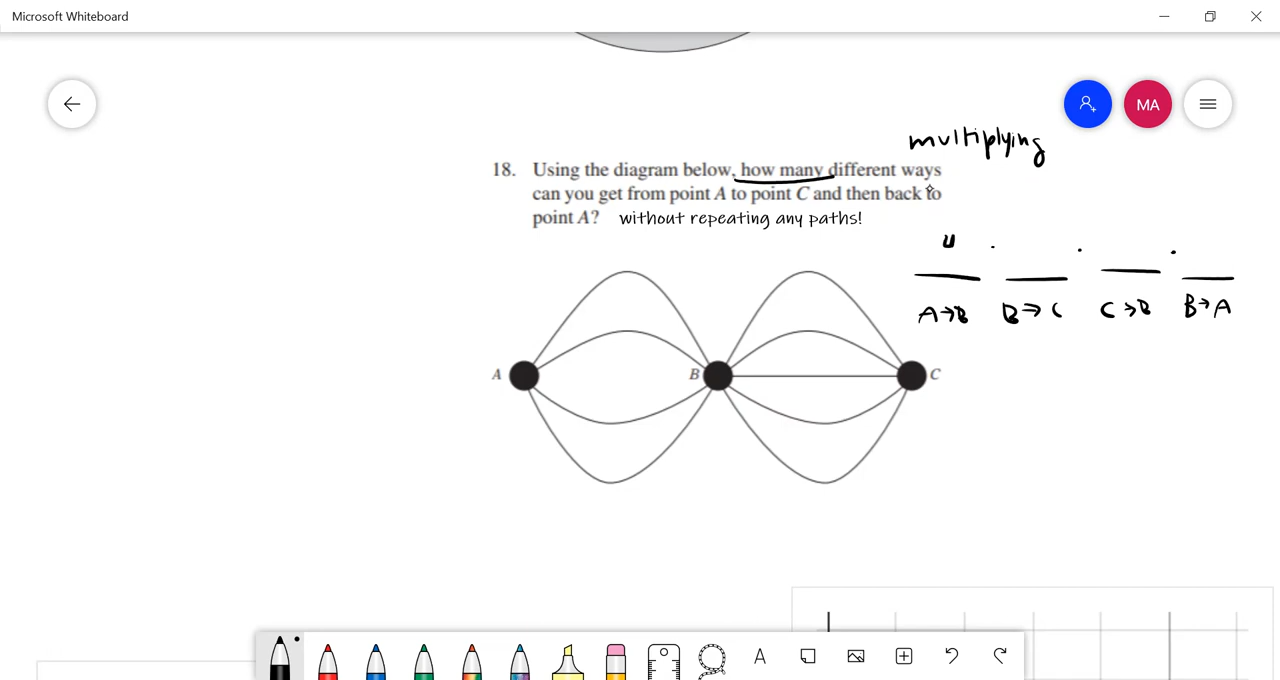 Microsoft Whiteboard
MA
multiplying
18. Using the diagram below, how many different ways
can you get from point A to point C and then back to
point A? without repeating any paths!
A→B B→C C→B B→A
A B C
A